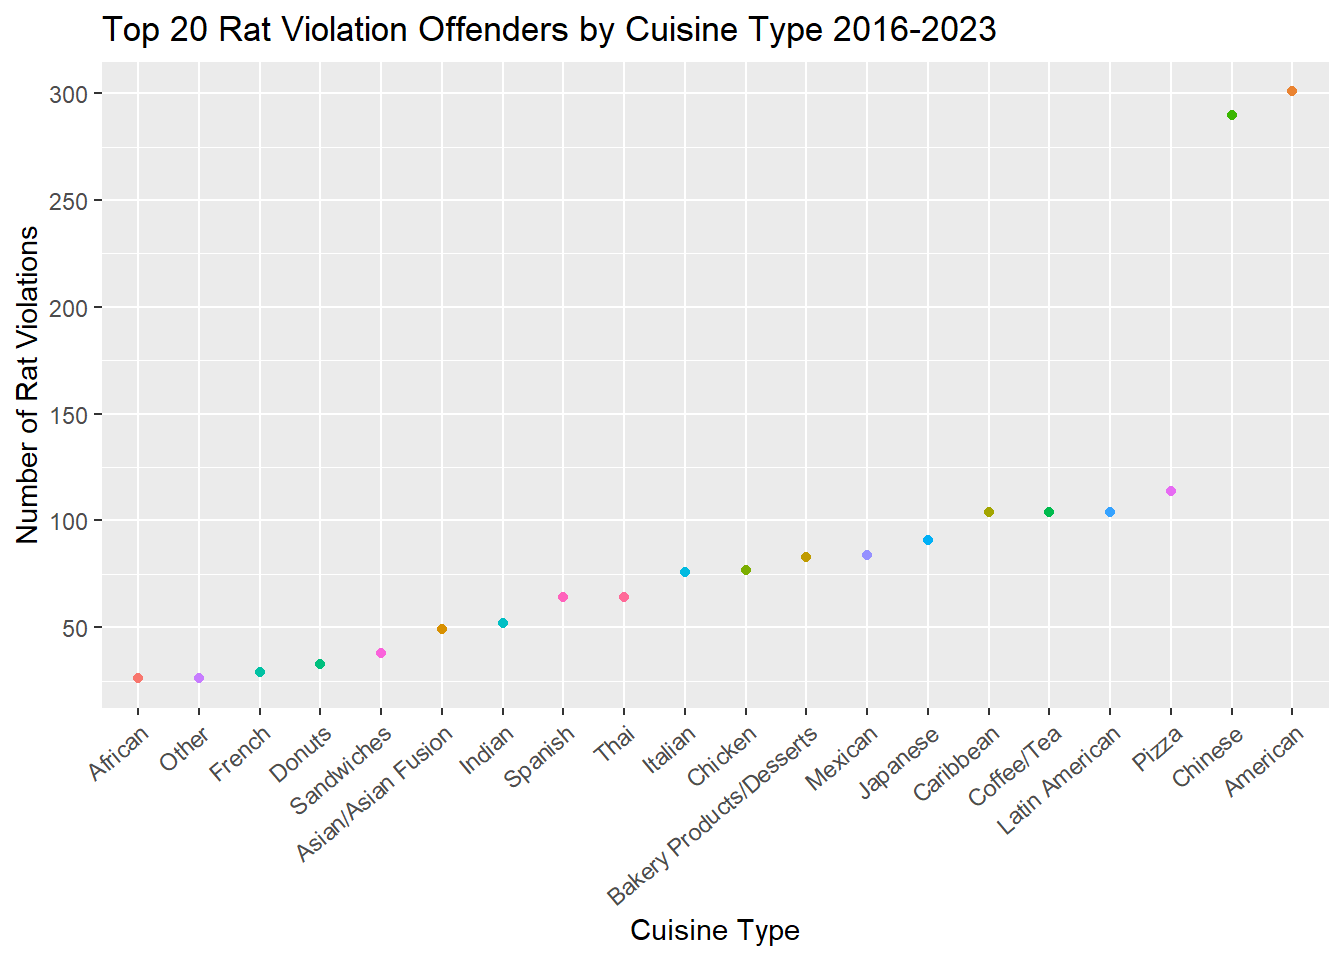 Top 20 Rat Violation Offenders by Cuisine Type 2016-2023
Number of Rat Violations
300
250
200
150
100
50
African
Other
French
Donuts
Sandwiches
Asian/Asian Fusion
Indian
Spanish
Thai
Italian
Chicken
Bakery Products/Desserts
Mexican
Japanese
Caribbean
Coffee/Tea
Latin American
Pizza
Chinese
American
Cuisine Type